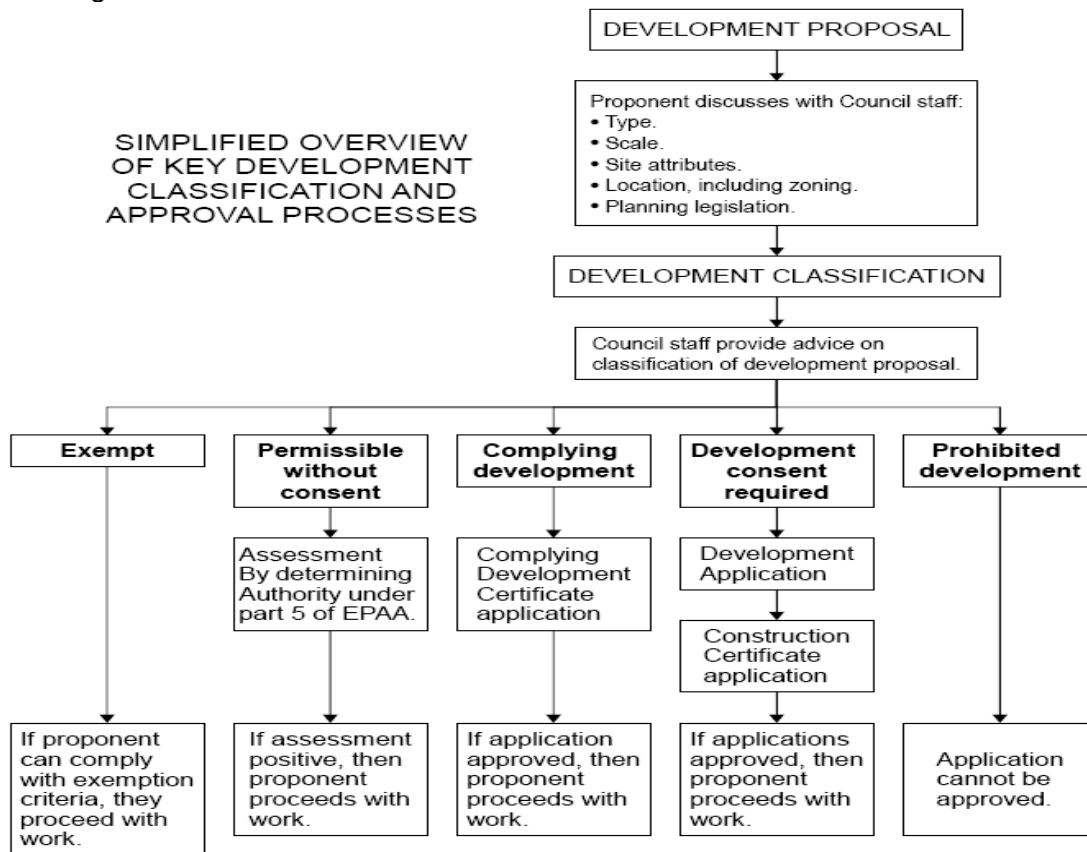 DEVELOPMENT PROPOSAL
Proponent discusses with Council staff:
• Type.
• Scale.
• Site attributes.
• Location, including zoning.
• Planning legislation.
SIMPLIFIED OVERVIEW
OF KEY DEVELOPMENT
CLASSIFICATION AND
APPROVAL PROCESSES
DEVELOPMENT CLASSIFICATION
Council staff provide advice on
classification of development proposal.
Exempt
Permissible
without
consent
Complying
development
Development
consent
required
Prohibited
development
Assessment
By determining
Authority under
part 5 of EPAA.
Complying
Development
Certificate
application
Development
Application
Construction
Certificate
application
If proponent
can comply
with exemption
criteria, they
proceed with
work.
If assessment
positive, then
proponent
proceeds with
work.
If application
approved, then
proponent
proceeds with
work.
If applications
approved, then
proponent
proceeds with
work.
Application
cannot be
approved.